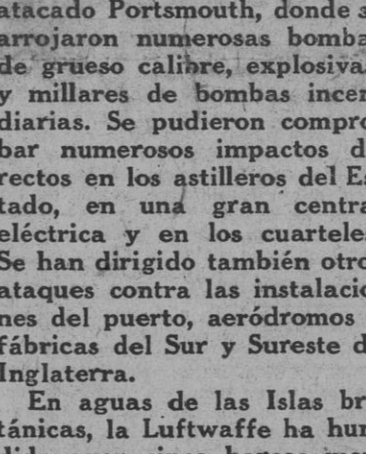 atacado Portsmouth, donde s
arrojaron numerosas bomba
de grueso calibre, explosiva
y millares de bombas incen
diarias. Se pudieron compro
bar numerosos impactos d
rectos en los astilleros del Es
tado, en una gran centra
eléctrica y en los cuartele
Se han dirigido también otro
ataques contra las instalacio
nes del puerto, aeródromos
fábricas del Sur y Sureste d
Inglaterra.
En aguas de las Islas br
tánicas, la Luftwaffe ha hun